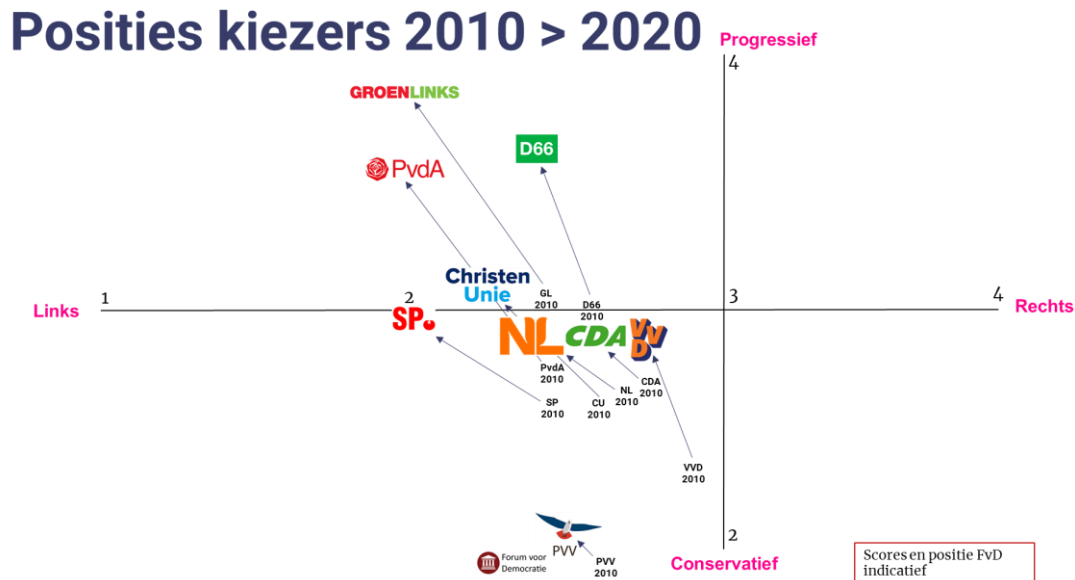 Posities kiezers 2010 > 2020
Progressief
4
GROENLINKS
D66
PvdA
Christen
Unie
GL
2010
D66
2010
Links
1
2
3
4
Rechts
SP
NL
CDA
VVD
PvdA
2010
SP
2010
CU
2010
NL
2010
CDA
2010
VVD
2010
2
PVV
Forum voor
Democratie
PVV
2010
Conservatief
Scores en positie FvD
indicatief